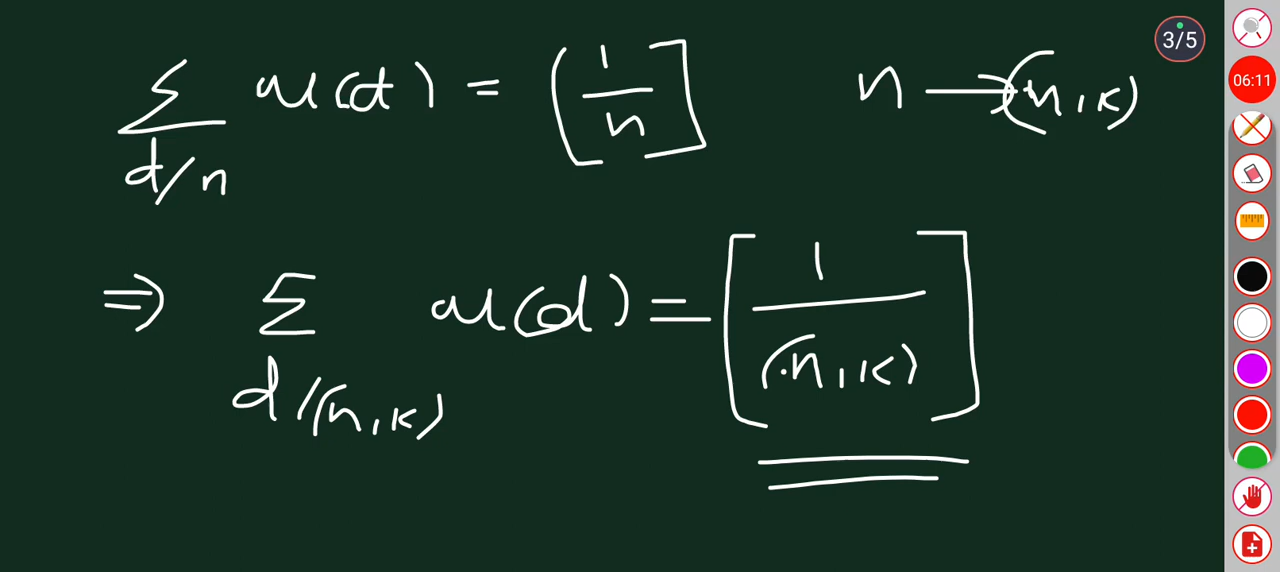 3/5
06:11
∑ μ(d) = [1/n] n → (n,k)
d/n
⇒ ∑ μ(d) = [1/(n,k)]
d/(n,k)